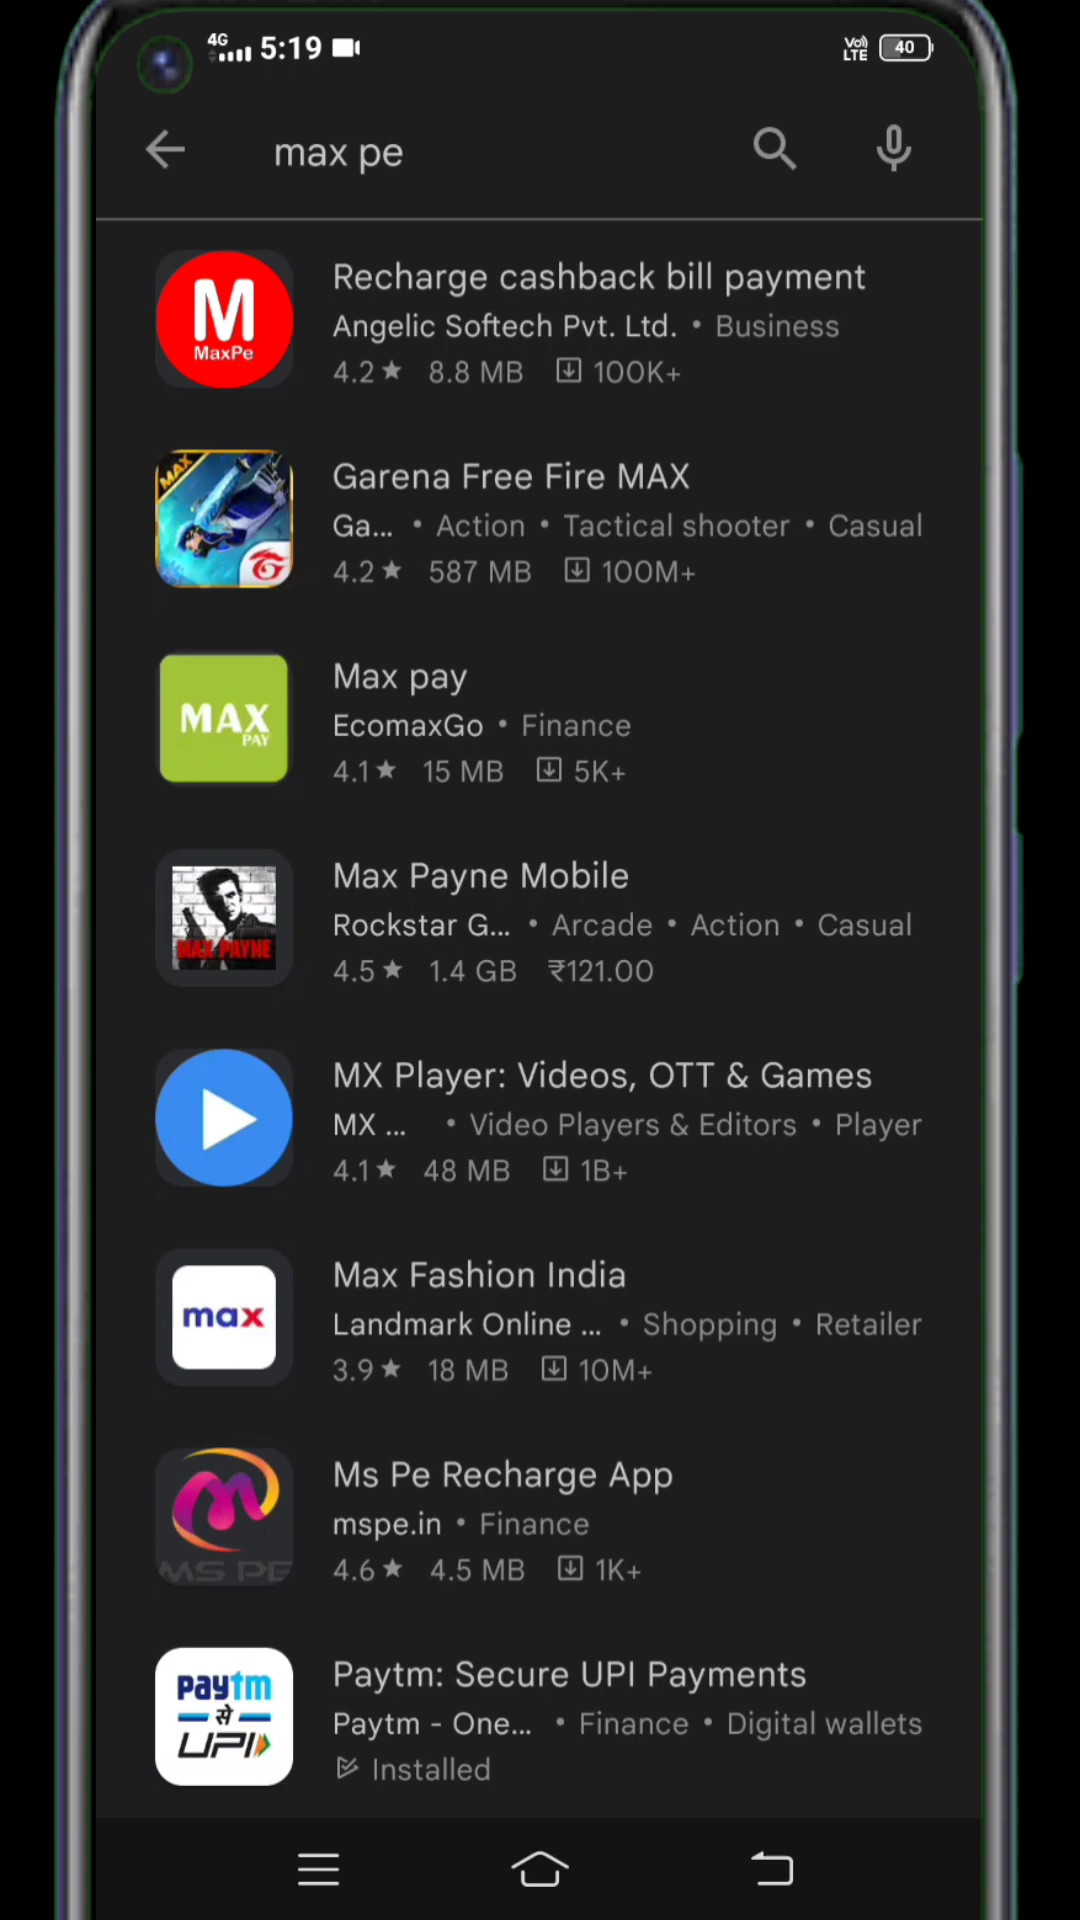 4G 5:19 Vo)) LTE 40
max pe
M
MaxPe
Recharge cashback bill payment
Angelic Softech Pvt. Ltd. • Business
4.2★ 8.8 MB 100K+
MAX
Garena Free Fire MAX
Ga... • Action • Tactical shooter • Casual
4.2★ 587 MB 100M+
MAX
PAY
Max pay
EcomaxGo • Finance
4.1★ 15 MB 5K+
MAX PAYNE
Max Payne Mobile
Rockstar G... • Arcade • Action • Casual
4.5★ 1.4 GB ₹121.00
MX Player: Videos, OTT & Games
MX ... • Video Players & Editors • Player
4.1★ 48 MB 1B+
max
Max Fashion India
Landmark Online ... • Shopping • Retailer
3.9★ 18 MB 10M+
MS PE
Ms Pe Recharge App
mspe.in • Finance
4.6★ 4.5 MB 1K+
paytm
से
UPI
Paytm: Secure UPI Payments
Paytm - One... • Finance • Digital wallets
Installed